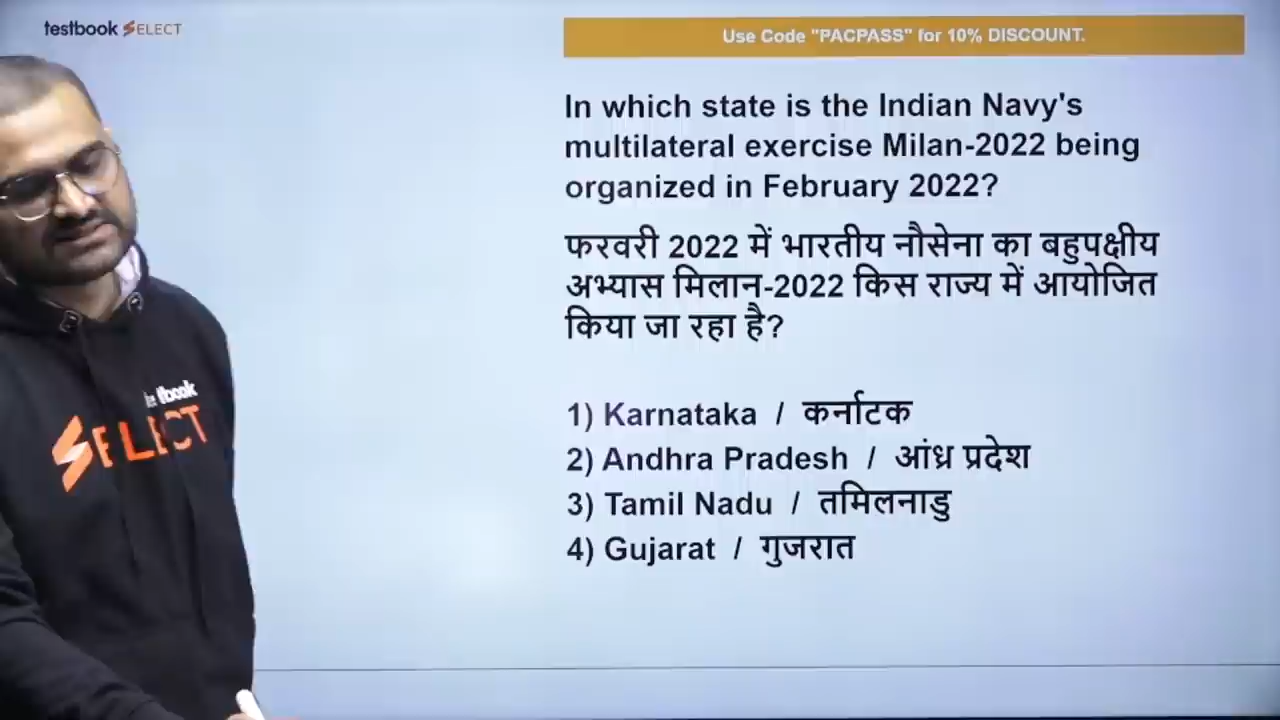 testbook SELECT
Use Code "PACPASS" for 10% DISCOUNT.
In which state is the Indian Navy's
multilateral exercise Milan-2022 being
organized in February 2022?
फरवरी 2022 में भारतीय नौसेना का बहुपक्षीय
अभ्यास मिलान-2022 किस राज्य में आयोजित
किया जा रहा है?
1) Karnataka / कर्नाटक
2) Andhra Pradesh / आंध्र प्रदेश
3) Tamil Nadu / तमिलनाडु
4) Gujarat / गुजरात
SELECT